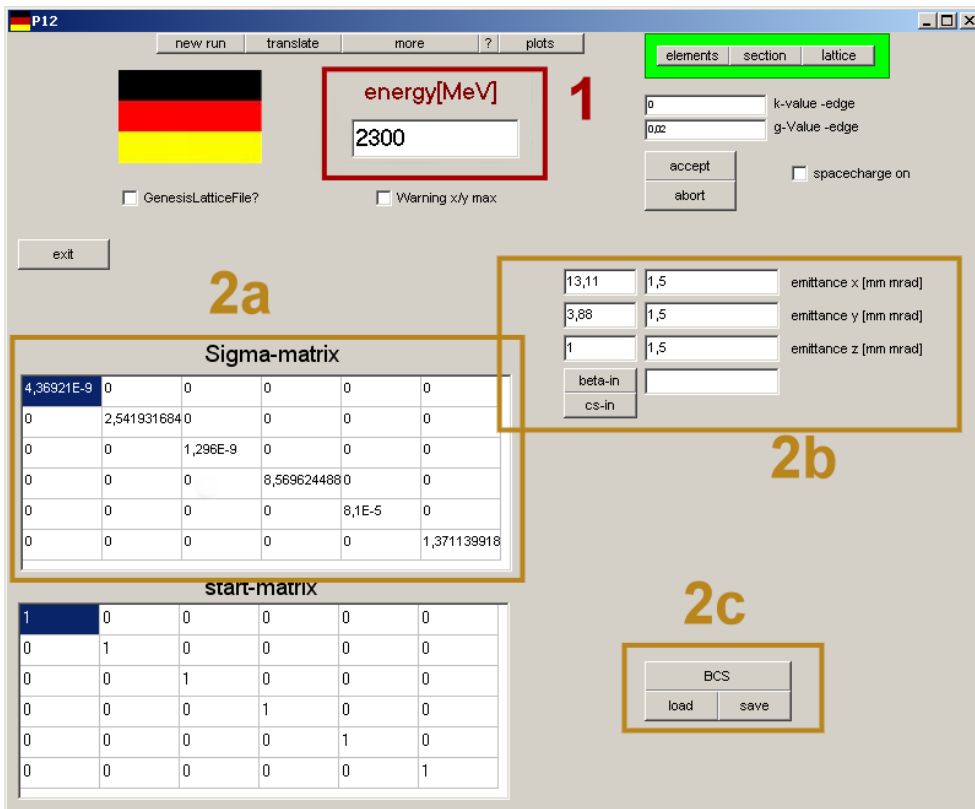 P12
new run translate more ? plots
elements section lattice
energy[MeV]
1
2300
0 k-value -edge
0,02 g-Value -edge
accept
abort
spacecharge on
GenesisLatticeFile?
Warning x/y max
exit
2a
13,11 1,5 emittance x [mm mrad]
3,88 1,5 emittance y [mm mrad]
1 1,5 emittance z [mm mrad]
beta-in
cs-in
2b
Sigma-matrix
4,36921E-9 0 0 0 0 0
0 2,541931684 0 0 0 0
0 0 1,296E-9 0 0 0
0 0 0 8,569624488 0 0
0 0 0 0 8,1E-5 0
0 0 0 0 0 1,371139918
start-matrix
1 0 0 0 0 0
0 1 0 0 0 0
0 0 1 0 0 0
0 0 0 1 0 0
0 0 0 0 1 0
0 0 0 0 0 1
2c
BCS
load save